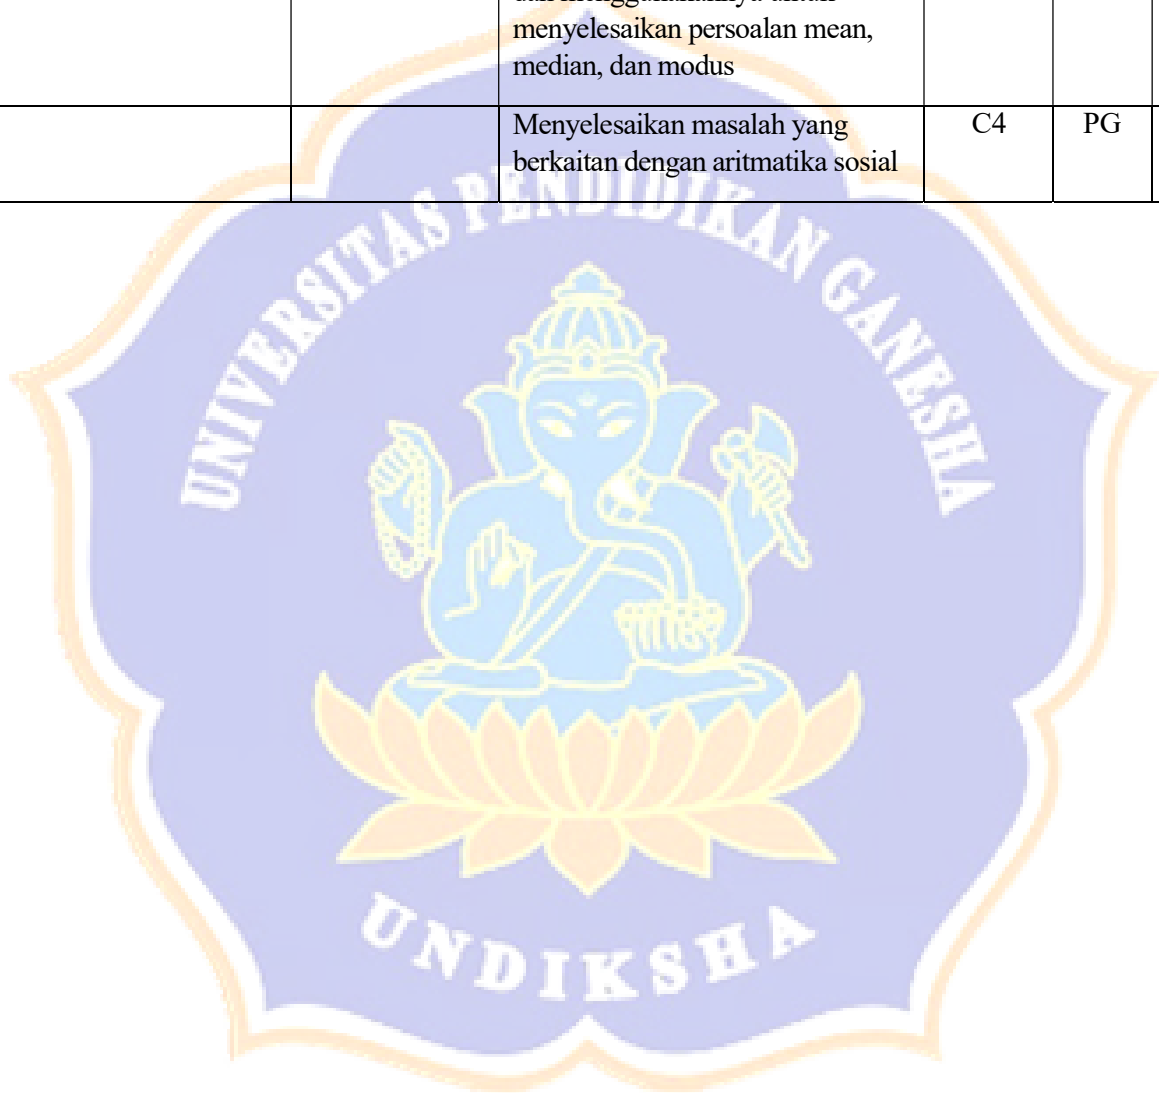 menyelesaikan persoalan mean,
median, dan modus
Menyelesaikan masalah yang
berkaitan dengan aritmatika sosial
C4
PG
UNIVERSITAS PENDIDIKAN GANESHA
UNDIKSHA